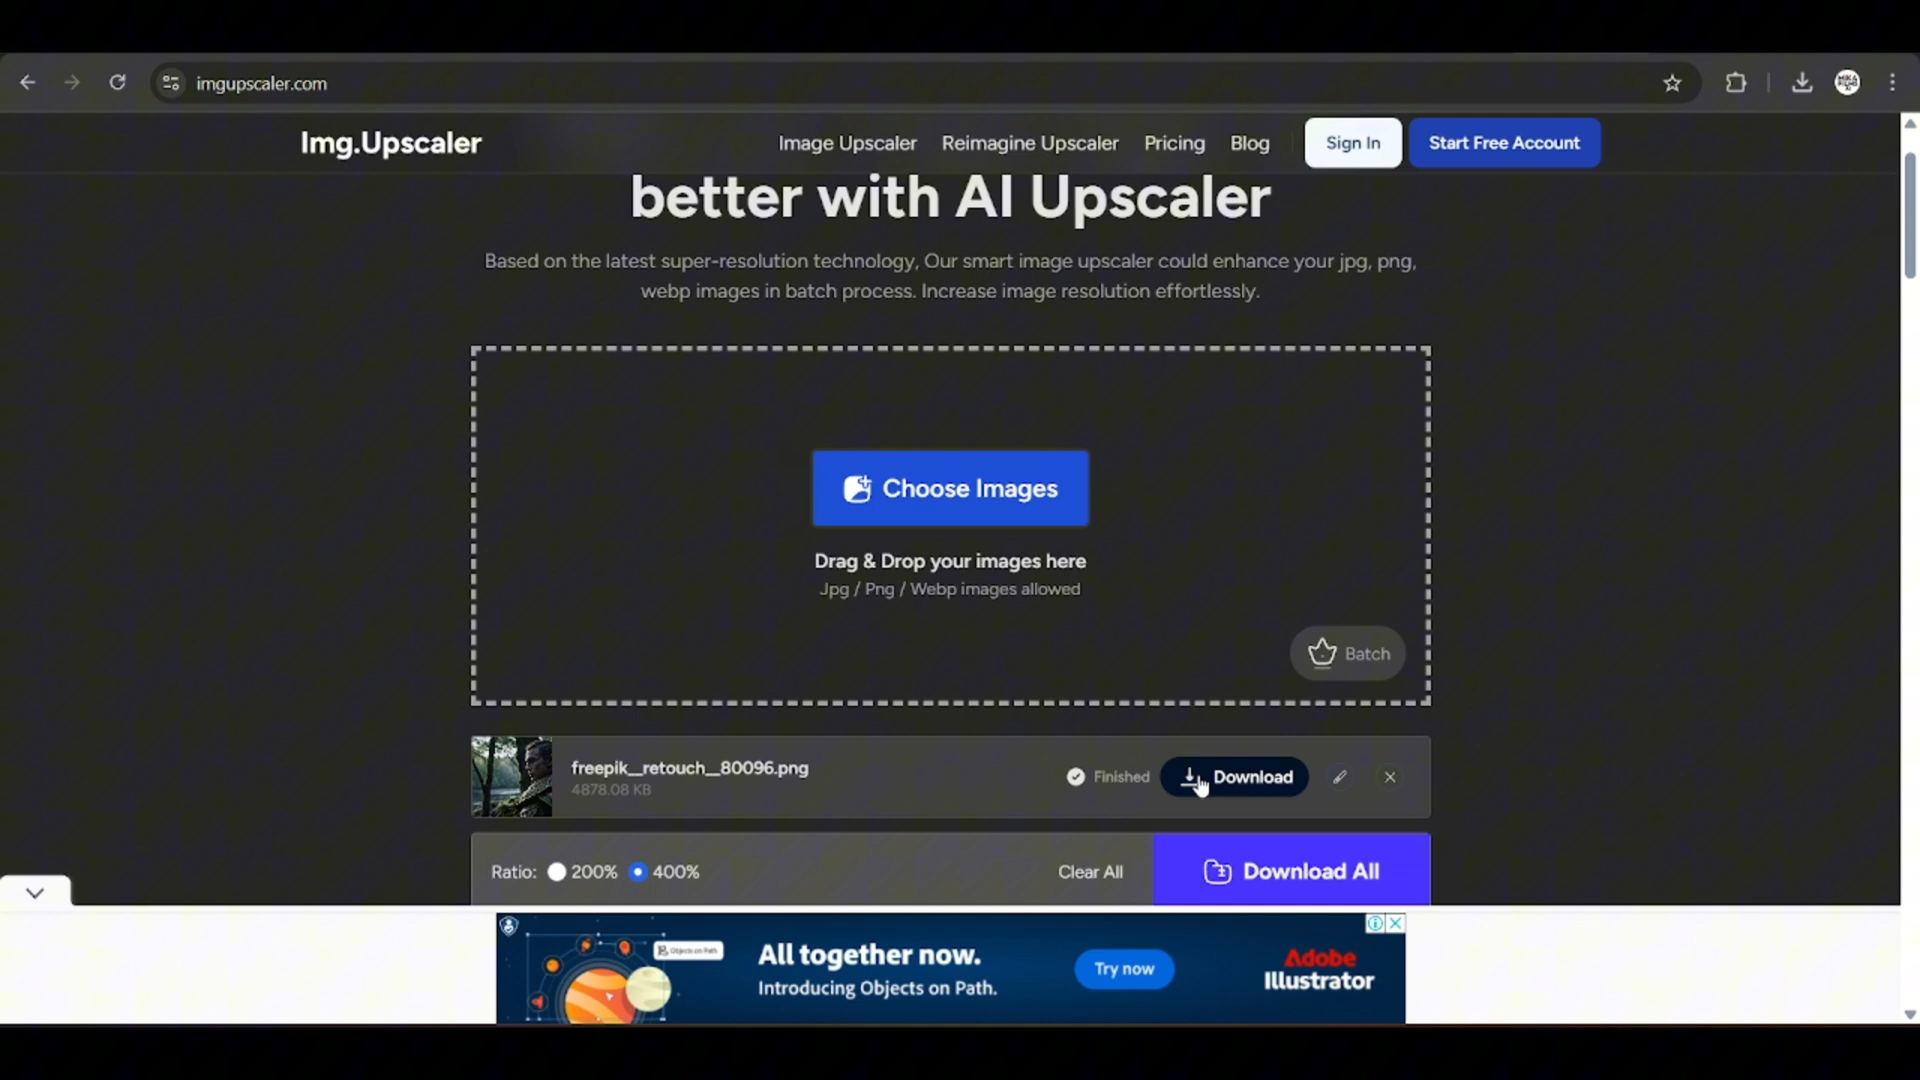 imgupscaler.com
Img.Upscaler
Image Upscaler
Reimagine Upscaler
Pricing
Blog
Sign In
Start Free Account
better with AI Upscaler
Based on the latest super-resolution technology, Our smart image upscaler could enhance your jpg, png,
webp images in batch process. Increase image resolution effortlessly.
Choose Images
Drag & Drop your images here
Jpg / Png / Webp images allowed
Batch
freepik__retouch__80096.png
4878.08 KB
Finished
Download
Ratio:
200%
400%
Clear All
Download All
Objects on Path
All together now.
Introducing Objects on Path.
Try now
Adobe
Illustrator